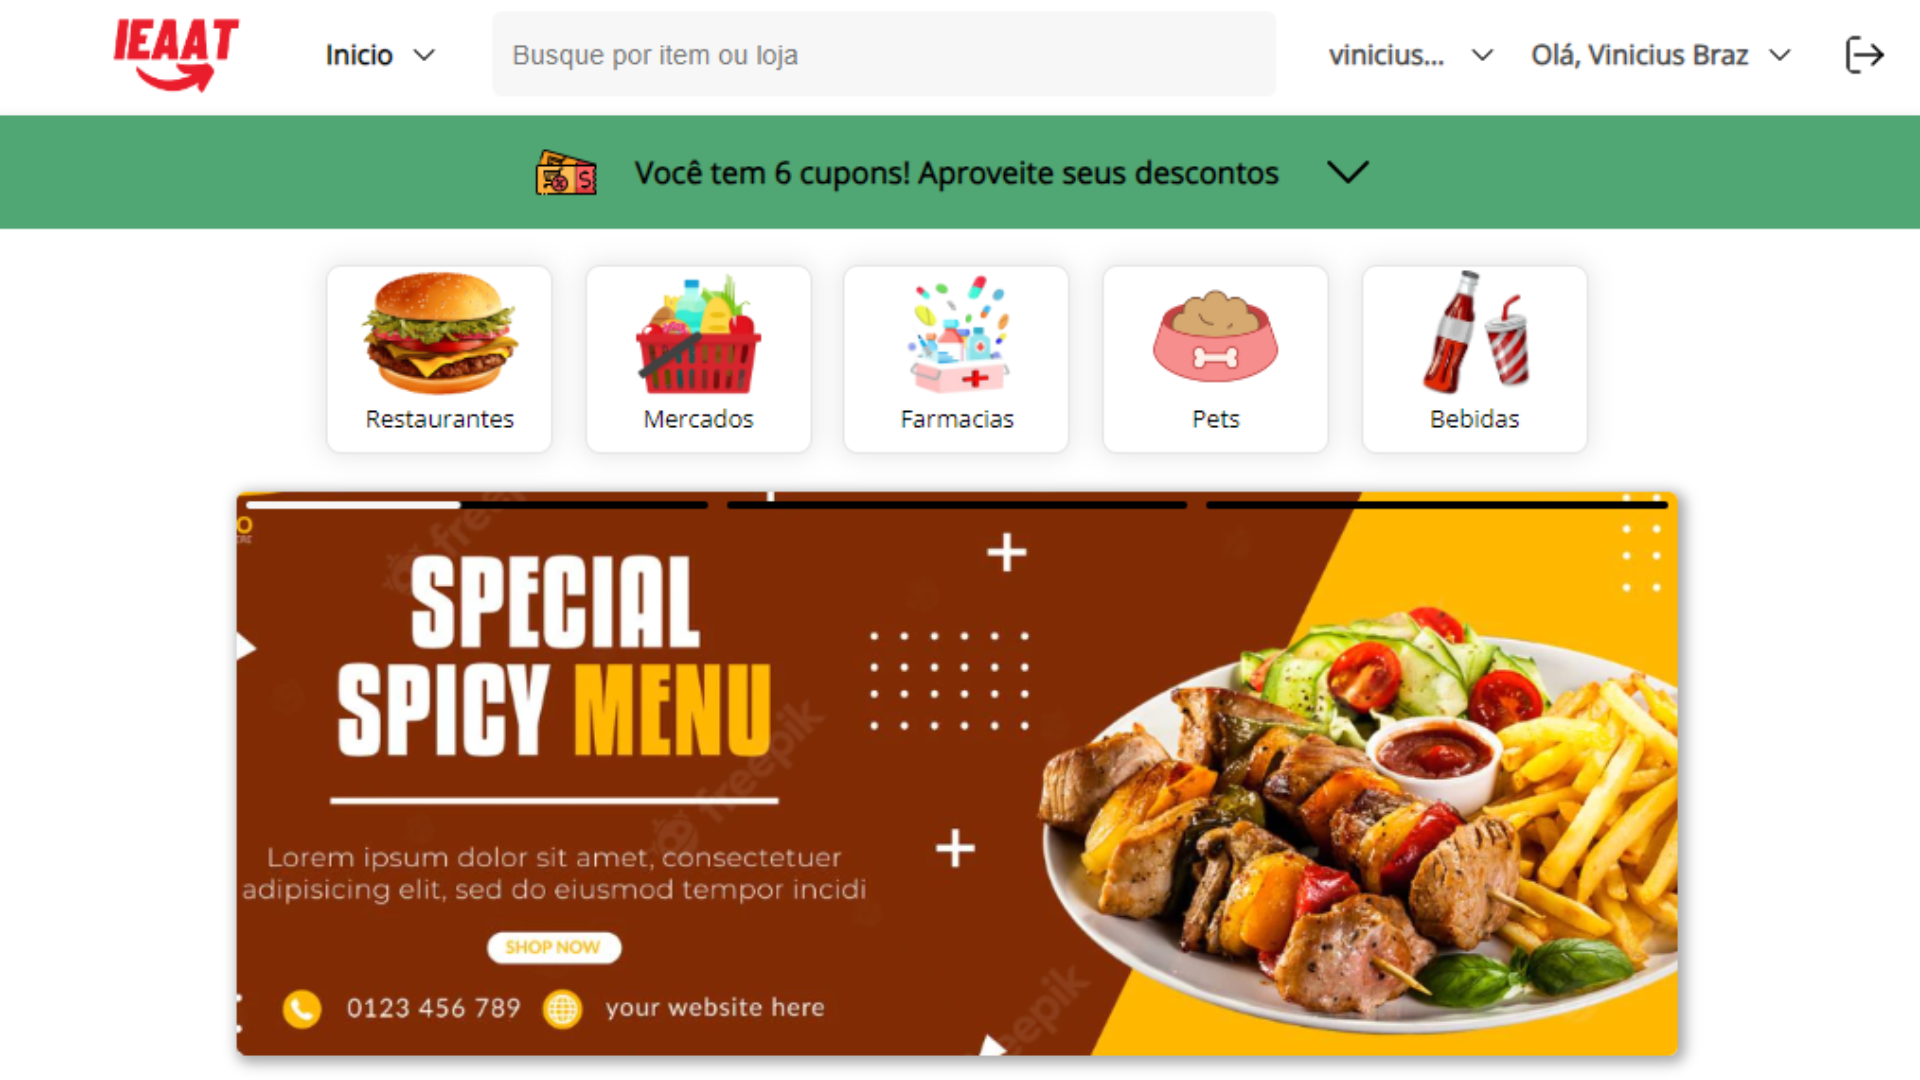 IEAAT
Inicio
Busque por item ou loja
vinicius...
Olá, Vinicius Braz
Você tem 6 cupons! Aproveite seus descontos
Restaurantes
Mercados
Farmacias
Pets
Bebidas
SPECIAL
SPICY MENU
Lorem ipsum dolor sit amet, consectetuer
adipisicing elit, sed do eiusmod tempor incidi
SHOP NOW
0123 456 789
your website here
freepik